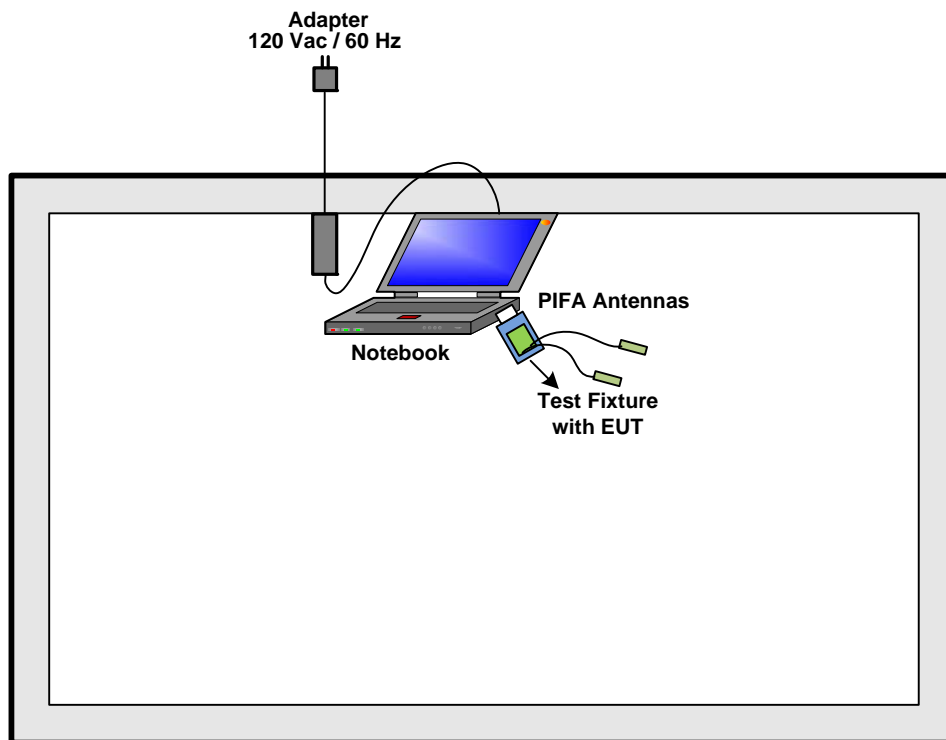 Adapter
120 Vac / 60 Hz
PIFA Antennas
Notebook
Test Fixture
with EUT